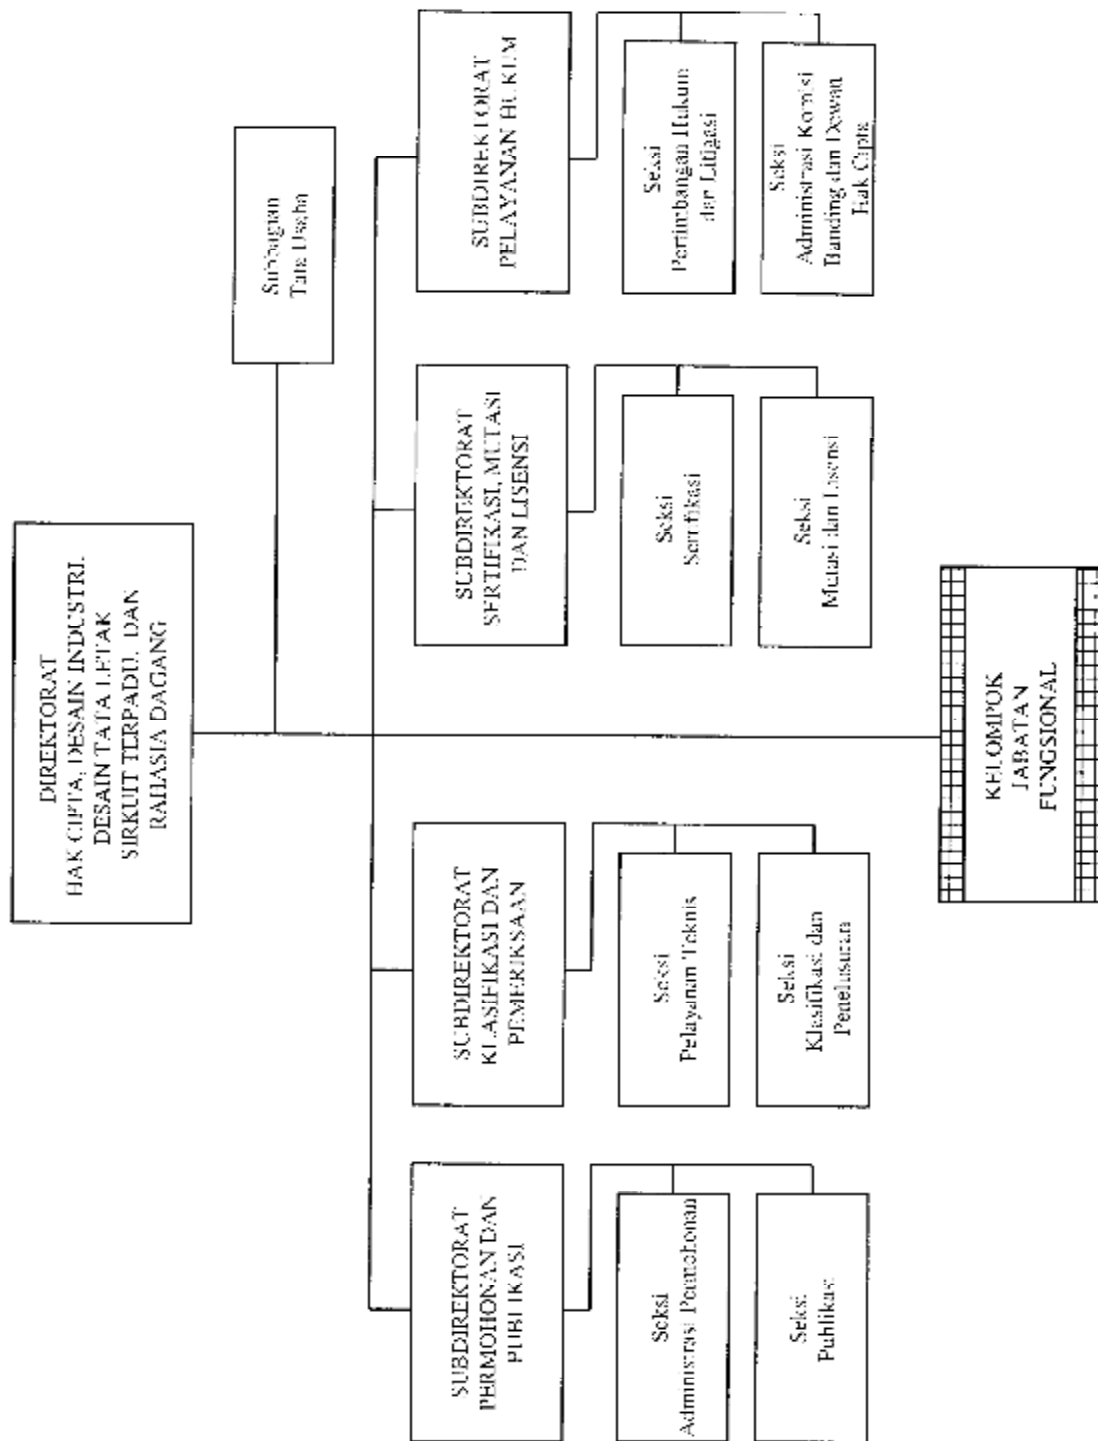 DIREKTORAT
HAK CIPTA, DESAIN INDUSTRI,
DESAIN TATA LETAK
SIRKUIT TERPADU, DAN
RAHASIA DAGANG
Subbagian
Tata Usaha
SUBDIREKTORAT
PERMOHONAN DAN
PUBLIKASI
SUBDIREKTORAT
KLASIFIKASI DAN
PEMERIKSAAN
SUBDIREKTORAT
SERTIFIKASI, MUTASI
DAN LISENSI
SUBDIREKTORAT
PELAYANAN HUKUM
Seksi
Administrasi Permohonan
Seksi
Pelayanan Teknis
Seksi
Sertifikasi
Seksi
Pertimbangan Hukum
dan Litigasi
Seksi
Publikasi
Seksi
Klasifikasi dan
Penelusuran
Seksi
Mutasi dan Lisensi
Seksi
Administrasi Komisi
Banding dan Dewan
Hak Cipta
KELOMPOK
JABATAN
FUNGSIONAL